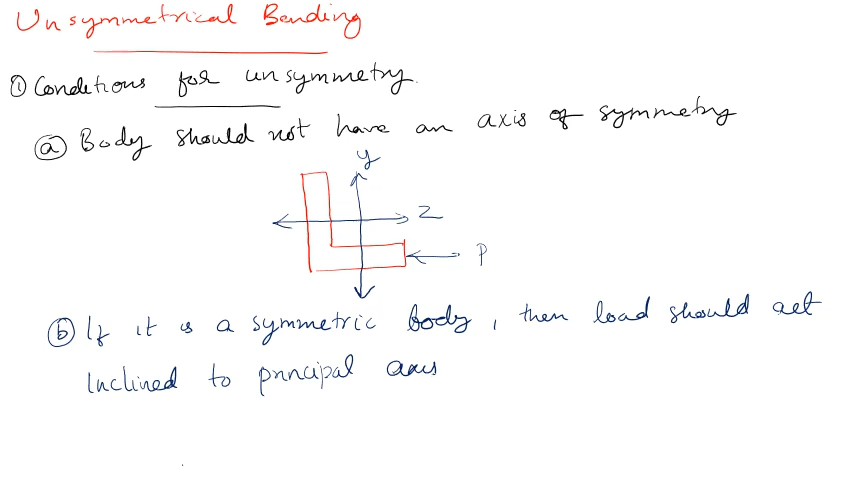 Unsymmetrical Bending
① Conditions for unsymmetry.
ⓐ Body should not have an axis of symmetry
y
Z
P
ⓑ If it is a symmetric body, then load should act
Inclined to principal axis